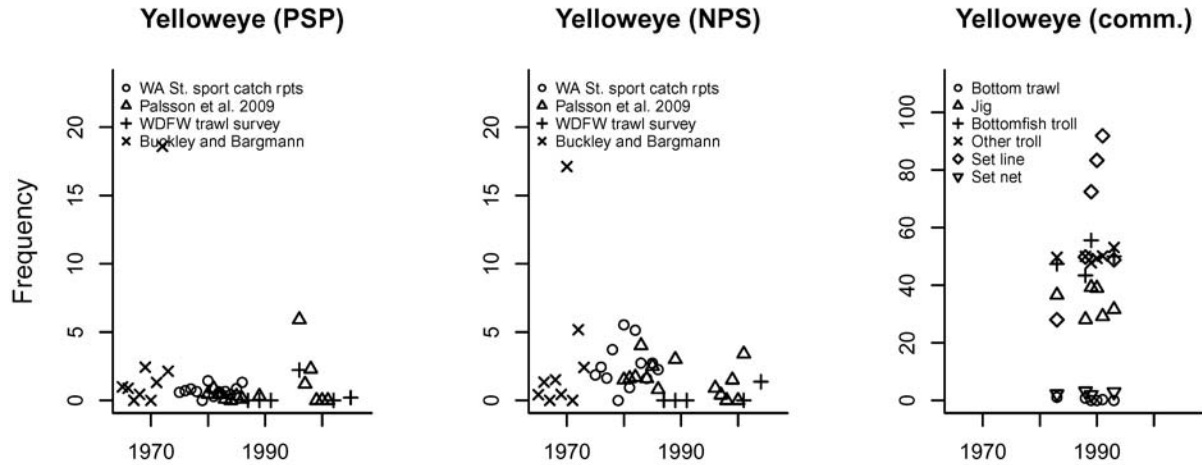 Yelloweye (PSP)
WA St. sport catch rpts
Palsson et al. 2009
WDFW trawl survey
Buckley and Bargmann
Frequency
20
15
10
5
0
1970
1990
Yelloweye (NPS)
WA St. sport catch rpts
Palsson et al. 2009
WDFW trawl survey
Buckley and Bargmann
20
15
10
5
0
1970
1990
Yelloweye (comm.)
Bottom trawl
Jig
Bottomfish troll
Other troll
Set line
Set net
100
80
60
40
20
0
1970
1990